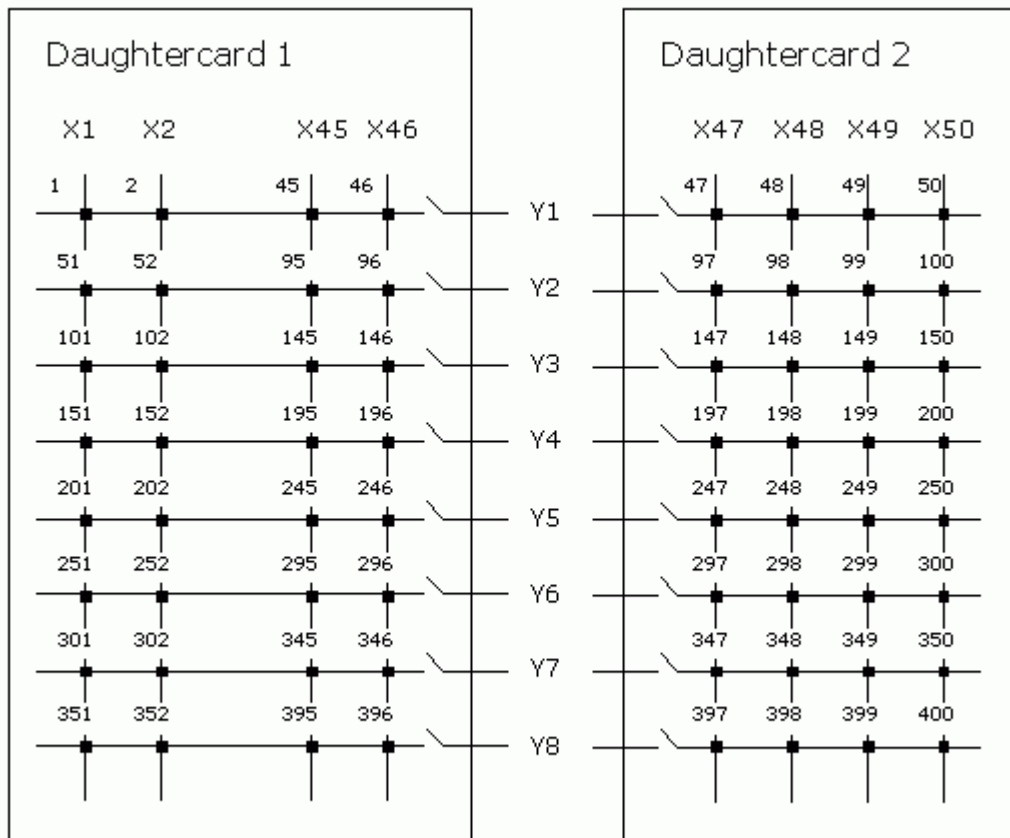 Daughtercard 1 Daughtercard 2
X1 X2 X45 X46 X47 X48 X49 X50
1 2 45 46 47 48 49 50
Y1
51 52 95 96 97 98 99 100
Y2
101 102 145 146 147 148 149 150
Y3
151 152 195 196 197 198 199 200
Y4
201 202 245 246 247 248 249 250
Y5
251 252 295 296 297 298 299 300
Y6
301 302 345 346 347 348 349 350
Y7
351 352 395 396 397 398 399 400
Y8